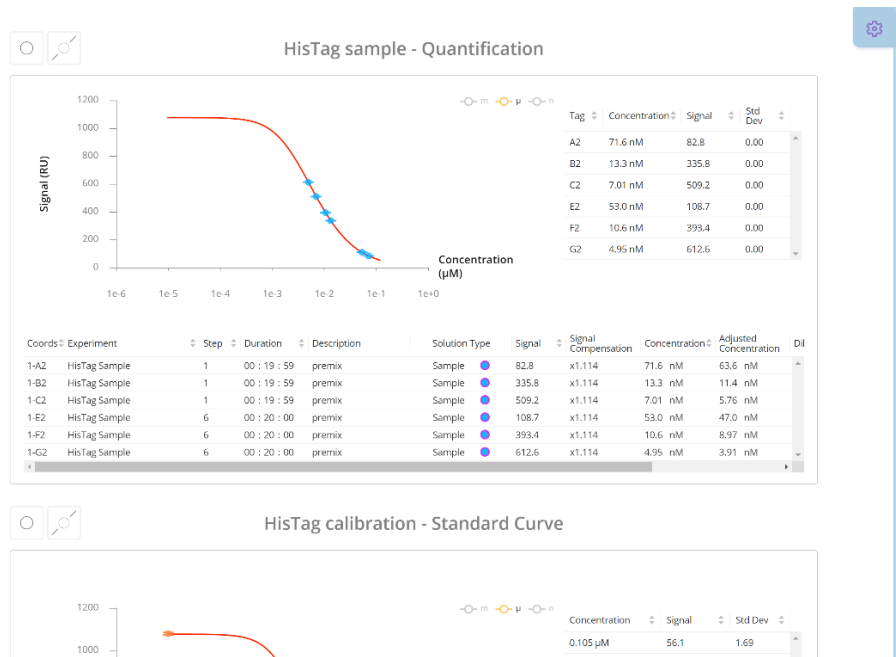 HisTag sample - Quantification
m µ n
1200
1000
800
600
400
200
0
Signal (RU)
1e-6 1e-5 1e-4 1e-3 1e-2 1e-1 1e+0
Concentration
(µM)
Tag Concentration Signal Std Dev
A2 71.6 nM 82.8 0.00
B2 13.3 nM 335.8 0.00
C2 7.01 nM 509.2 0.00
E2 53.0 nM 108.7 0.00
F2 10.6 nM 393.4 0.00
G2 4.95 nM 612.6 0.00
Coords Experiment Step Duration Description Solution Type Signal Signal Compensation Concentration Adjusted Concentration Dil
1-A2 HisTag Sample 1 00 : 19 : 59 premix Sample 82.8 x1.114 71.6 nM 63.6 nM
1-B2 HisTag Sample 1 00 : 19 : 59 premix Sample 335.8 x1.114 13.3 nM 11.4 nM
1-C2 HisTag Sample 1 00 : 19 : 59 premix Sample 509.2 x1.114 7.01 nM 5.76 nM
1-E2 HisTag Sample 6 00 : 20 : 00 premix Sample 108.7 x1.114 53.0 nM 47.0 nM
1-F2 HisTag Sample 6 00 : 20 : 00 premix Sample 393.4 x1.114 10.6 nM 8.97 nM
1-G2 HisTag Sample 6 00 : 20 : 00 premix Sample 612.6 x1.114 4.95 nM 3.91 nM
HisTag calibration - Standard Curve
m µ n
1200
1000
Concentration Signal Std Dev
0.105 µM 56.1 1.69